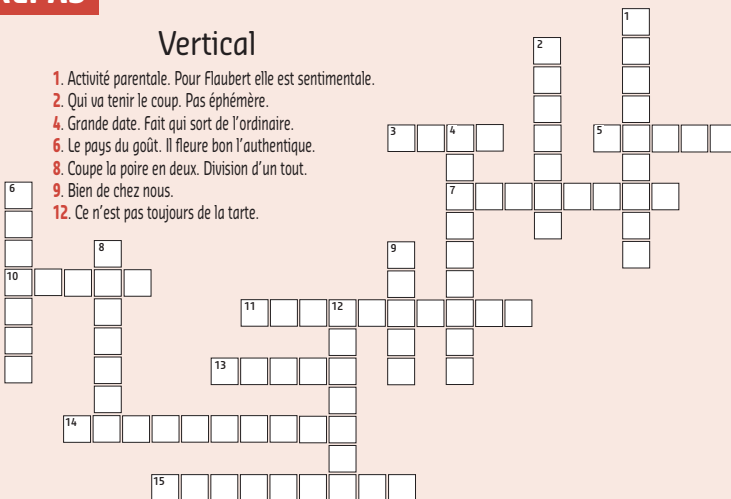 Vertical
1. Activité parentale. Pour Flaubert elle est sentimentale.
2. Qui va tenir le coup. Pas éphémère.
4. Grande date. Fait qui sort de l'ordinaire.
6. Le pays du goût. Il fleure bon l'authentique.
8. Coupe la poire en deux. Division d'un tout.
9. Bien de chez nous.
12. Ce n'est pas toujours de la tarte.
1
2
3 4 5
6 7
8 9
10
11 12
13
14
15